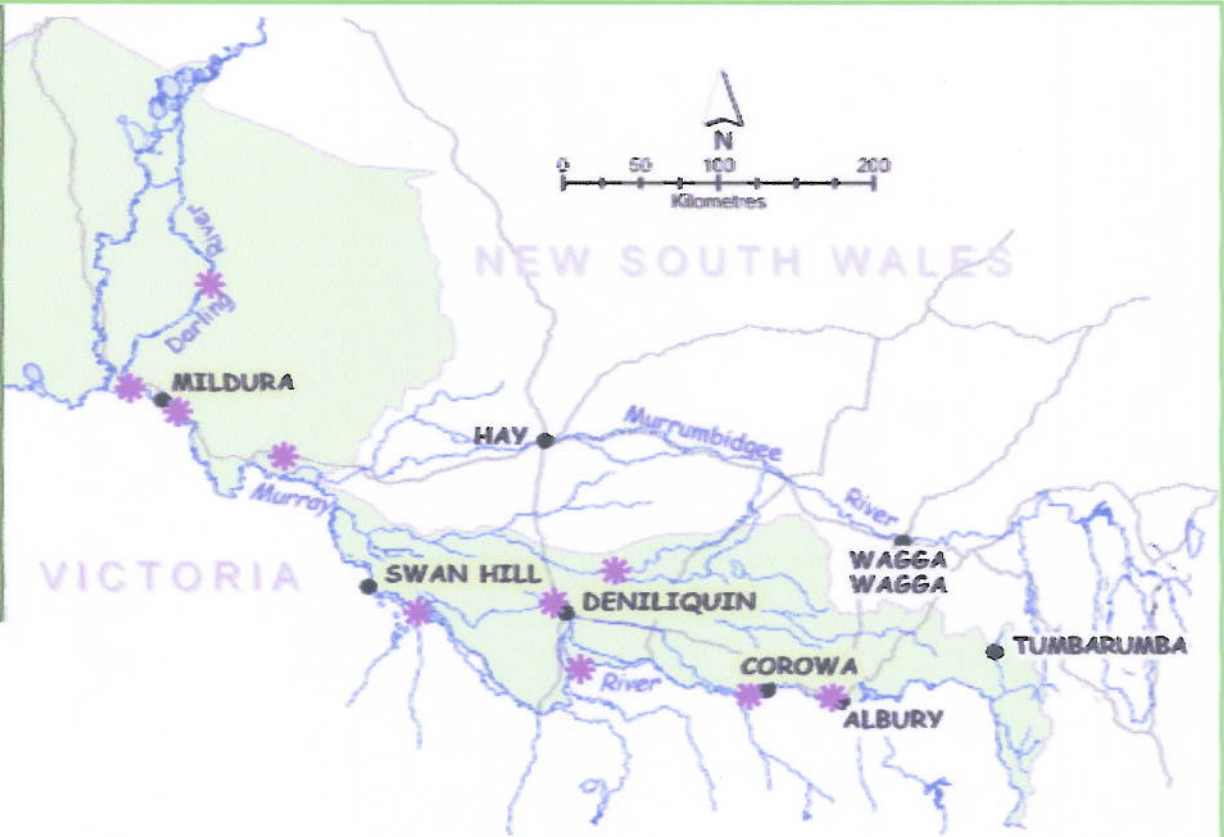 N
0 50 100 200
Kilometres
NEW SOUTH WALES
River
Darling
MILDURA
HAY
Murrumbidgee
River
Murray
WAGGA
WAGGA
VICTORIA
SWAN HILL
DENILIQUIN
TUMBARUMBA
COROWA
River
ALBURY